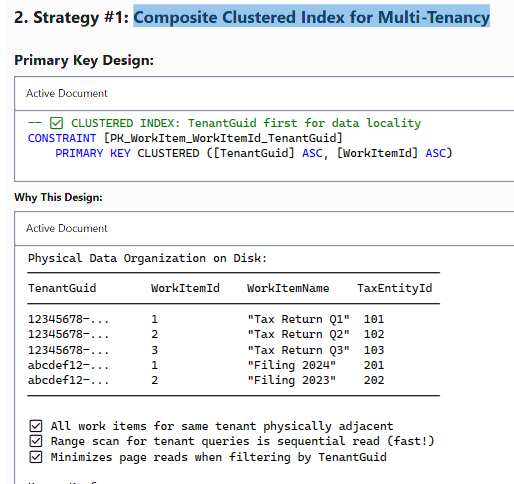 2. Strategy #1: Composite Clustered Index for Multi-Tenancy
Primary Key Design:
Active Document
-- ☑ CLUSTERED INDEX: TenantGuid first for data locality
CONSTRAINT [PK_WorkItem_WorkItemId_TenantGuid]
PRIMARY KEY CLUSTERED ([TenantGuid] ASC, [WorkItemId] ASC)
Why This Design:
Active Document
Physical Data Organization on Disk:
TenantGuid WorkItemId WorkItemName TaxEntityId
12345678-... 1 "Tax Return Q1" 101
12345678-... 2 "Tax Return Q2" 102
12345678-... 3 "Tax Return Q3" 103
abcdef12-... 1 "Filing 2024" 201
abcdef12-... 2 "Filing 2023" 202
☑ All work items for same tenant physically adjacent
☑ Range scan for tenant queries is sequential read (fast!)
☑ Minimizes page reads when filtering by TenantGuid